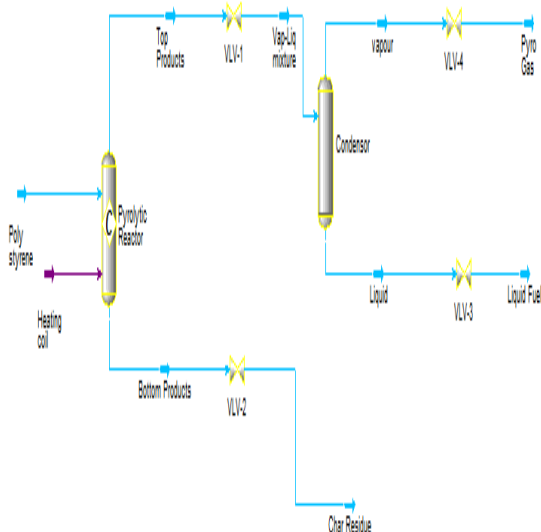 Top
Products
VLV-1
Vap-Liq
mixture
vapour
VLV-4
Pyro
Gas
Condensor
C
Pyrolytic
Reactor
Poly
styrene
Heating
coil
Liquid
VLV-3
Liquid Fuel
Bottom Products
VLV-2
Char Residue